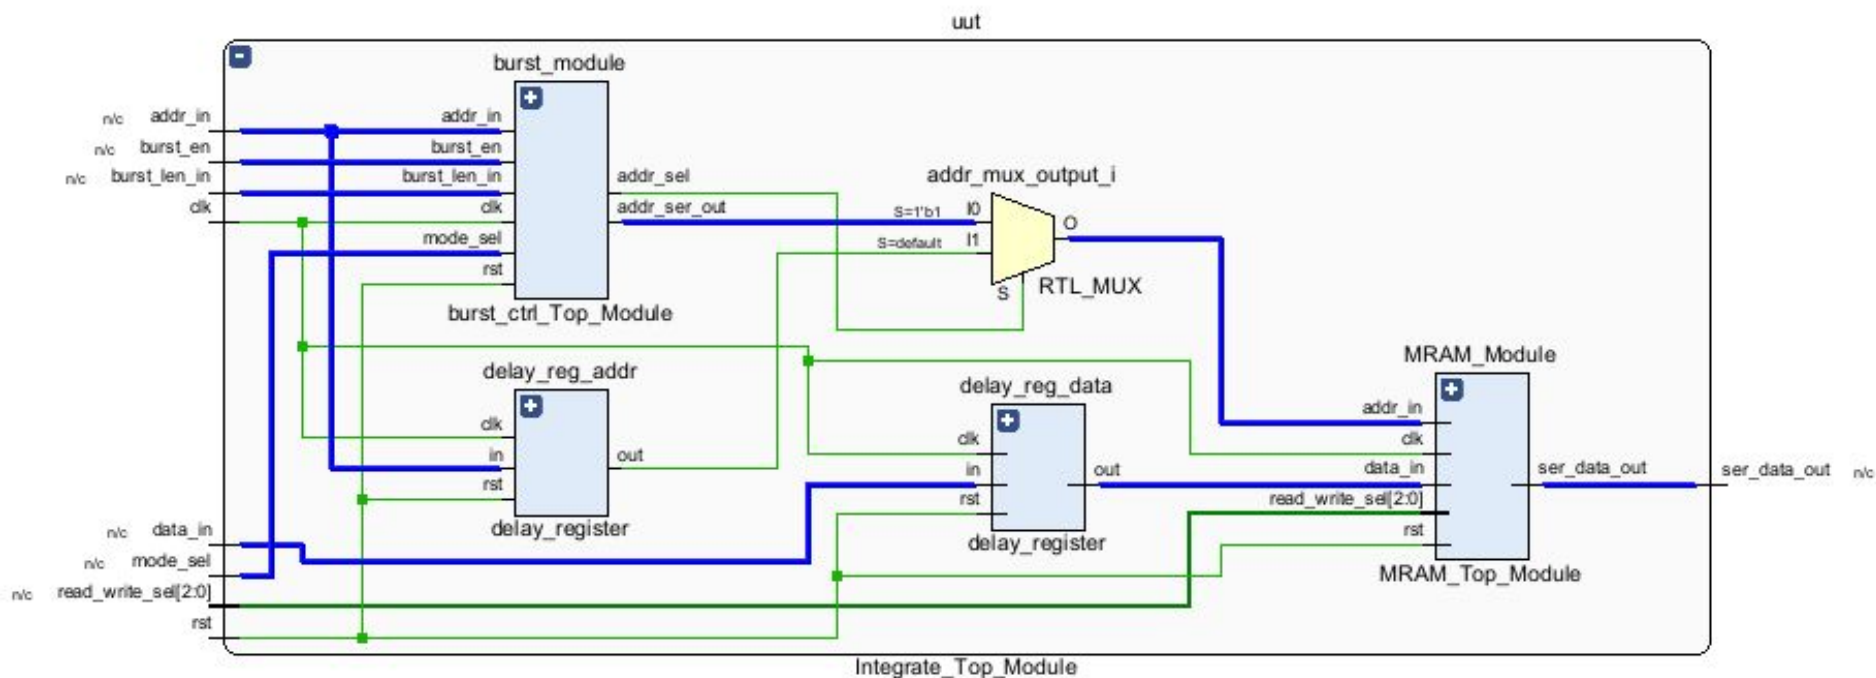 uut
burst_module
n/c addr_in addr_in
n/c burst_en burst_en
n/c burst_len_in burst_len_in addr_sel addr_mux_output_i
clk clk addr_ser_out S=1'b1 I0 O
mode_sel S=default I1
rst S RTL_MUX
burst_ctrl_Top_Module
MRAM_Module
delay_reg_addr delay_reg_data
addr_in
clk clk clk
in out in out data_in ser_data_out ser_data_out n/c
rst rst read_write_sel[2:0]
n/c data_in delay_register delay_register rst
n/c mode_sel MRAM_Top_Module
n/c read_write_sel[2:0]
rst
Integrate_Top_Module